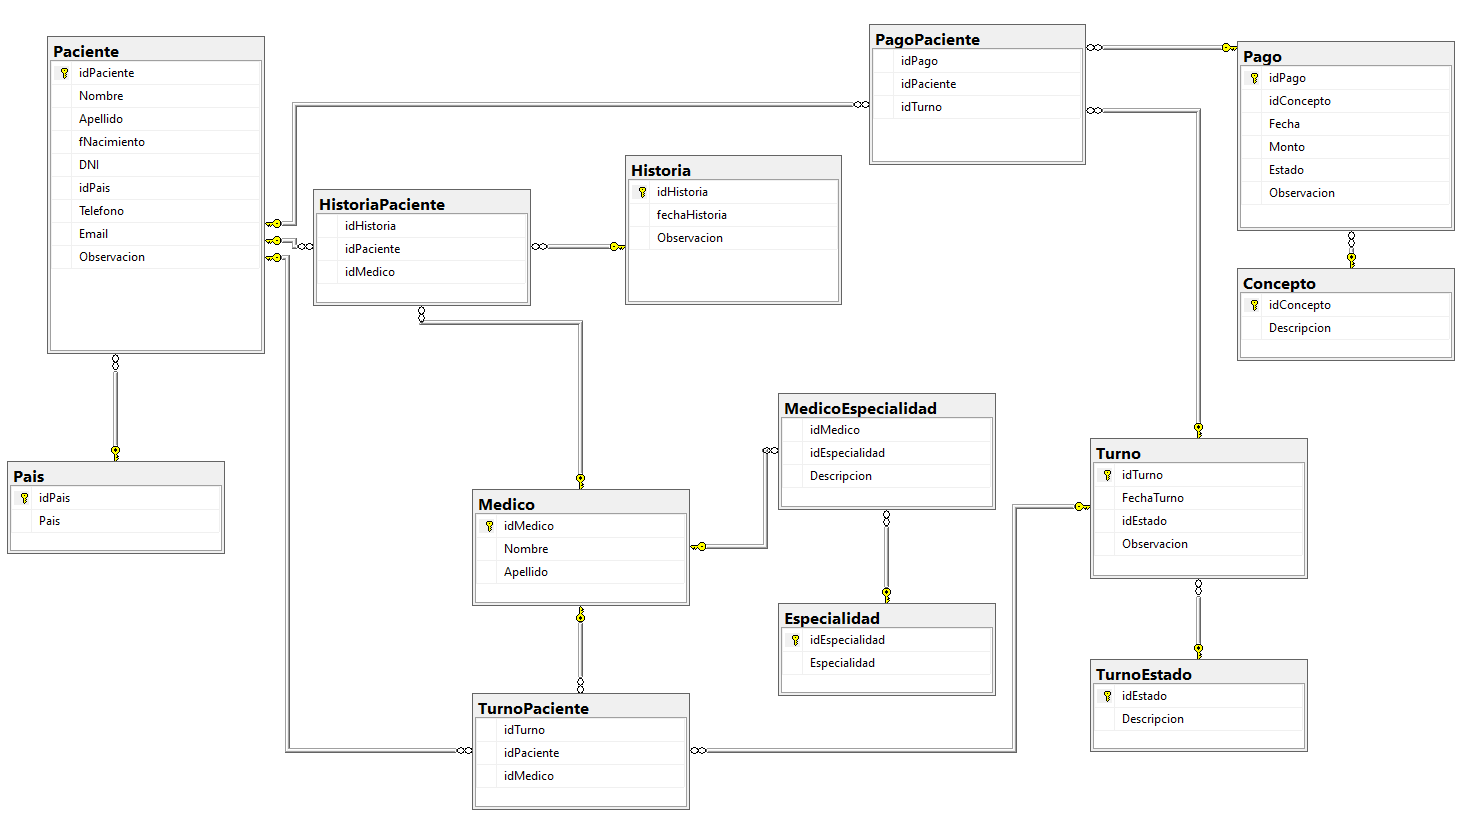 Paciente
idPaciente
Nombre
Apellido
fNacimiento
DNI
idPais
Telefono
Email
Observacion
PagoPaciente
idPago
idPaciente
idTurno
Pago
idPago
idConcepto
Fecha
Monto
Estado
Observacion
HistoriaPaciente
idHistoria
idPaciente
idMedico
Historia
idHistoria
fechaHistoria
Observacion
Concepto
idConcepto
Descripcion
Pais
idPais
Pais
Medico
idMedico
Nombre
Apellido
MedicoEspecialidad
idMedico
idEspecialidad
Descripcion
Turno
idTurno
FechaTurno
idEstado
Observacion
Especialidad
idEspecialidad
Especialidad
TurnoPaciente
idTurno
idPaciente
idMedico
TurnoEstado
idEstado
Descripcion